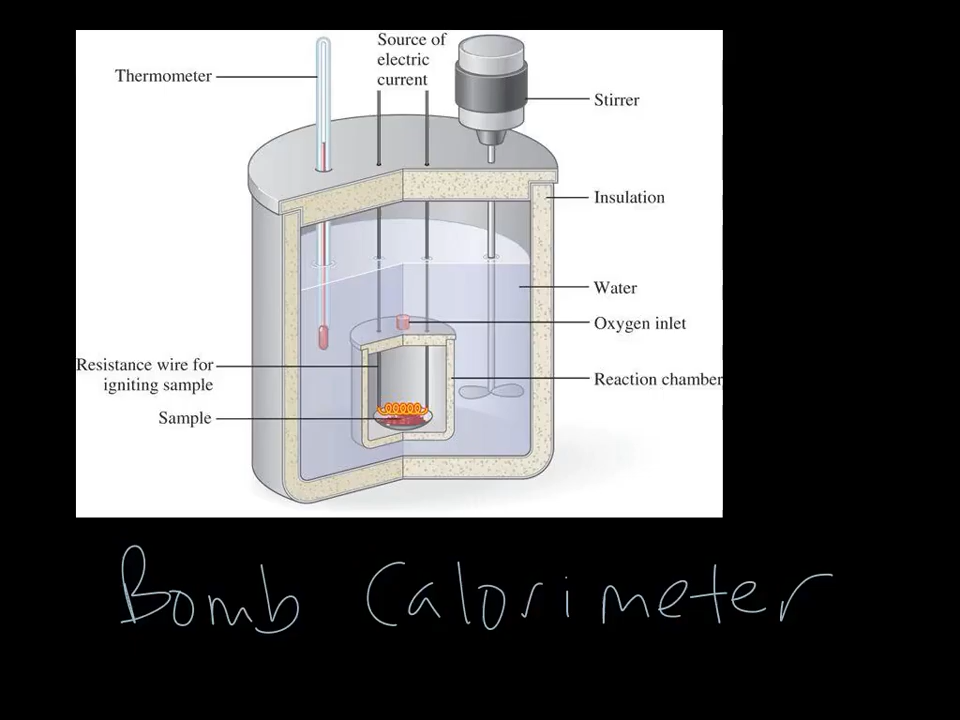 Source of
electric
current
Thermometer
Stirrer
Insulation
Water
Oxygen inlet
Resistance wire for
igniting sample
Reaction chamber
Sample
Bomb Calorimeter